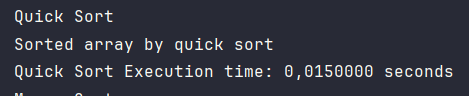 Quick Sort
Sorted array by quick sort
Quick Sort Execution time: 0,0150000 seconds